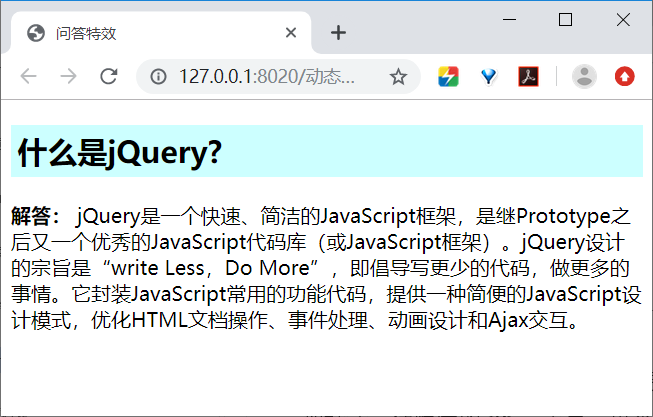 问答特效
127.0.0.1:8020/动态...
什么是jQuery?
解答： jQuery是一个快速、简洁的JavaScript框架，是继Prototype之
后又一个优秀的JavaScript代码库（或JavaScript框架）。jQuery设计
的宗旨是“write Less，Do More”，即倡导写更少的代码，做更多的
事情。它封装JavaScript常用的功能代码，提供一种简便的JavaScript设
计模式，优化HTML文档操作、事件处理、动画设计和Ajax交互。